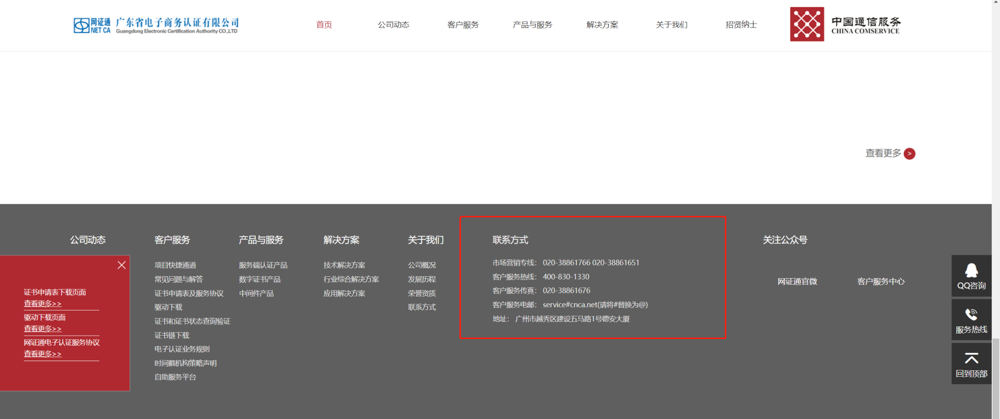 网证通 广东省电子商务认证有限公司
NET CA Guangdong Electronic Certification Authority CO.,LTD
首页
公司动态
客户服务
产品与服务
解决方案
关于我们
招贤纳士
中国通信服务
CHINA COMSERVICE
查看更多 >
公司动态
客户服务
项目快捷通道
常见问题与解答
证书申请表及服务协议
驱动下载
证书和证书状态查询验证
证书链下载
电子认证业务规则
时间戳机构策略声明
自助服务平台
产品与服务
服务端认证产品
数字证书产品
中间件产品
解决方案
技术解决方案
行业综合解决方案
应用解决方案
关于我们
公司概况
发展历程
荣誉资质
联系方式
联系方式
市场营销专线： 020-38861766 020-38861651
客户服务热线： 400-830-1330
客户服务传真： 020-38861676
客户服务电邮： service#cnca.net(请将#替换为@)
地址： 广州市越秀区建设五马路1号德安大厦
关注公众号
网证通官微
客户服务中心
证书申请表下载页面
查看更多>>
驱动下载页面
查看更多>>
网证通电子认证服务协议
查看更多>>
QQ咨询
服务热线
回到顶部